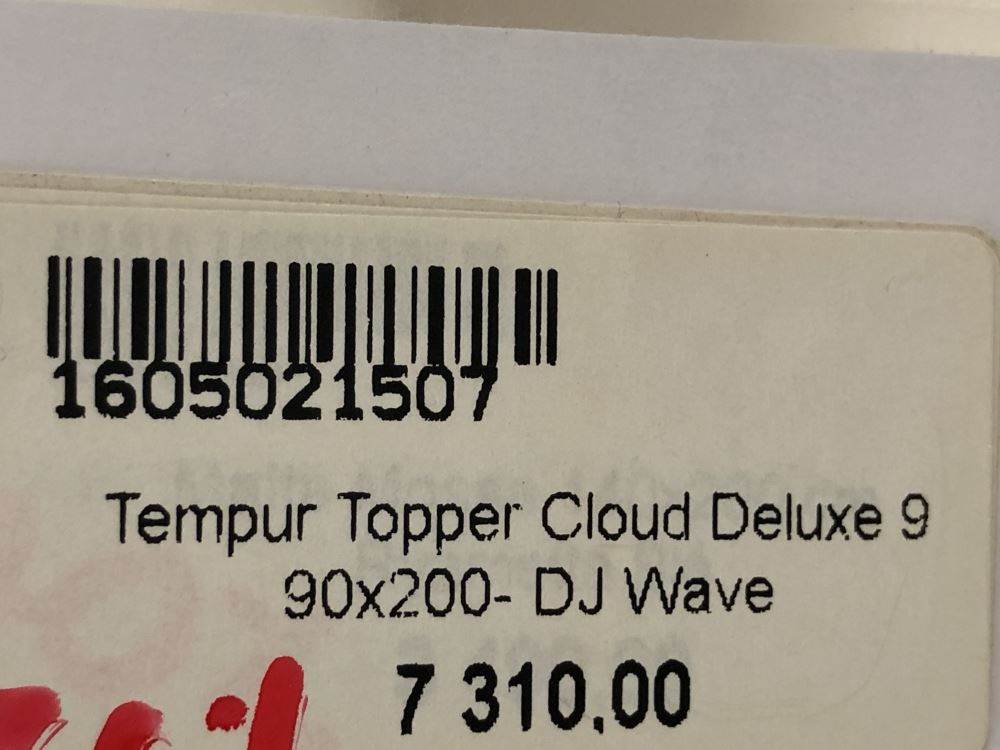 1605021507
Tempur Topper Cloud Deluxe 9
90x200- DJ Wave
7 310,00